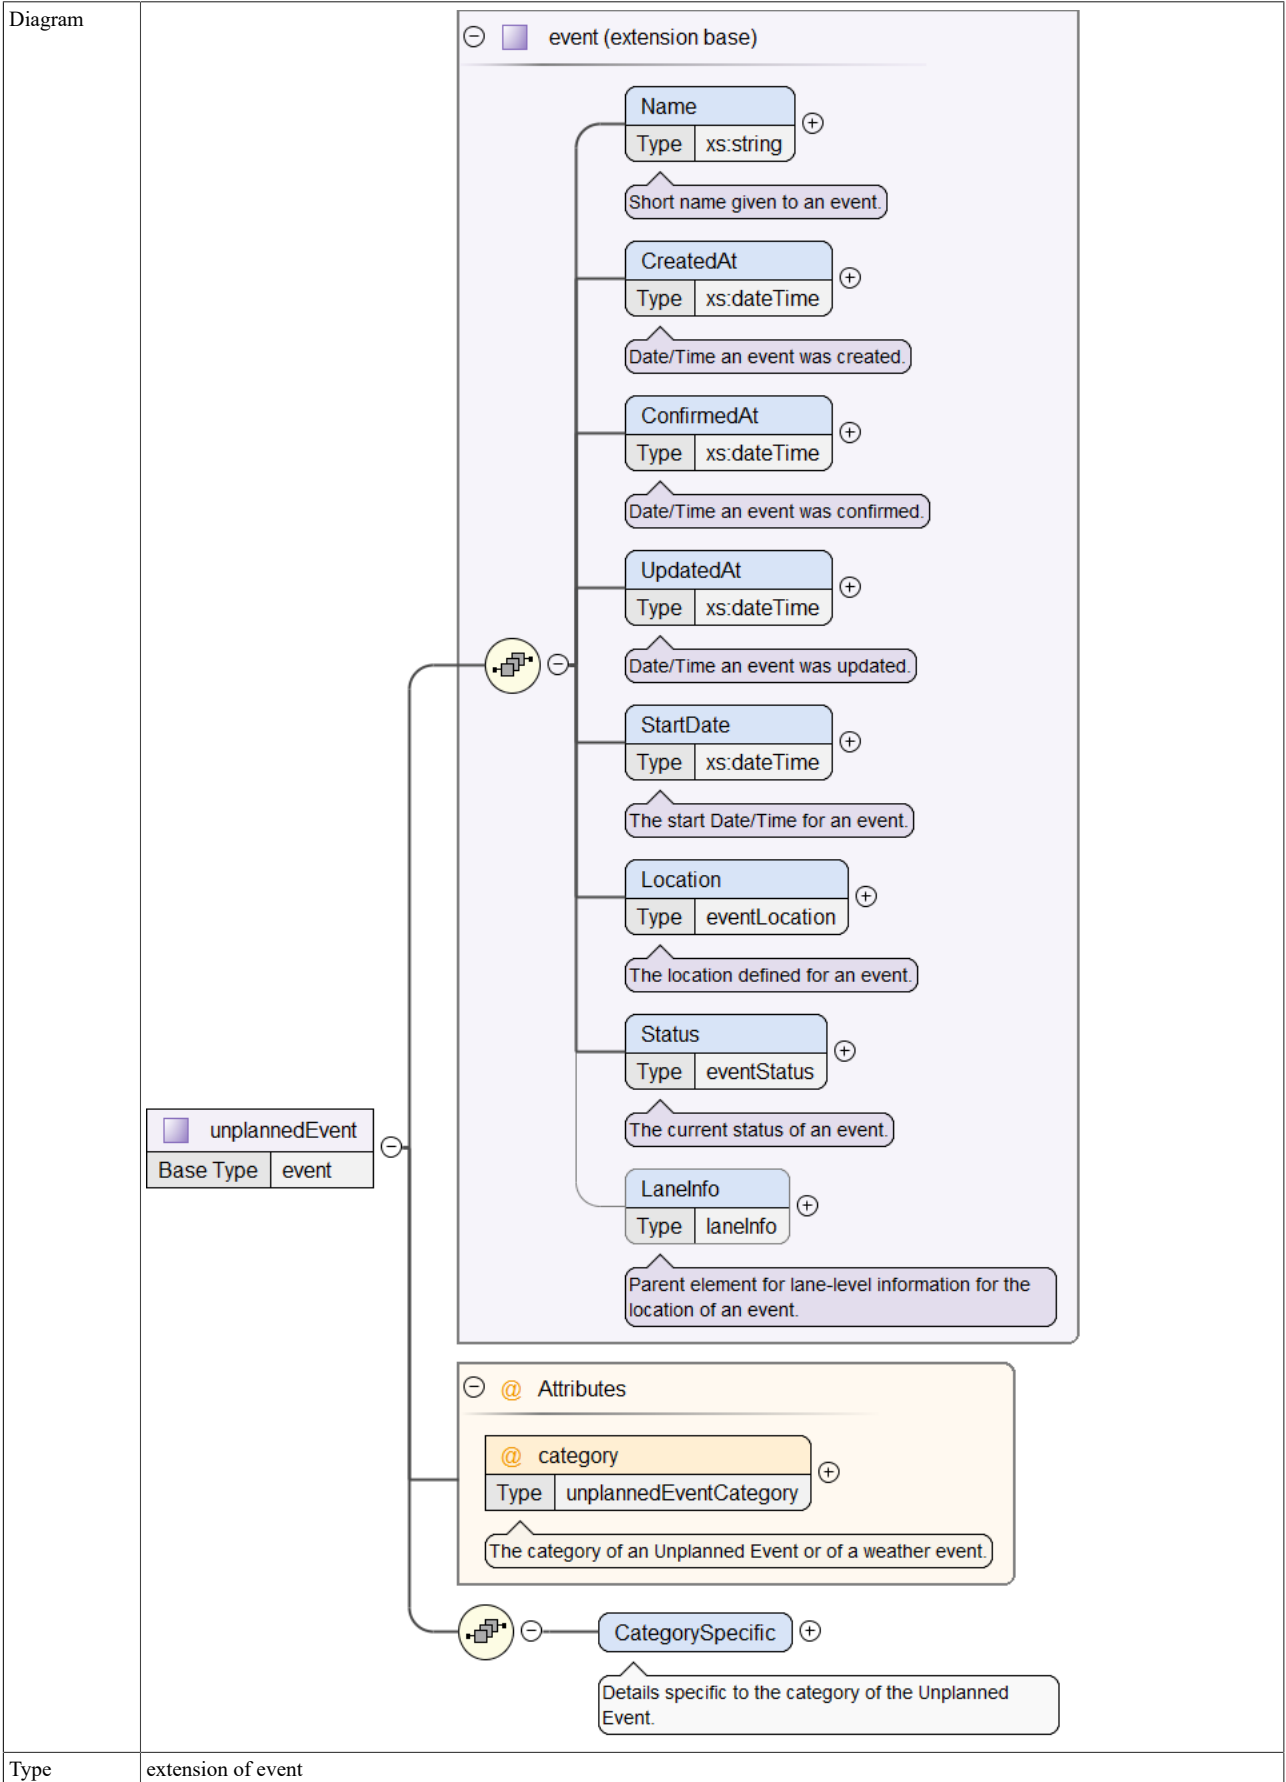 Diagram
event (extension base)
Name
Type xs:string
Short name given to an event.
CreatedAt
Type xs:dateTime
Date/Time an event was created.
ConfirmedAt
Type xs:dateTime
Date/Time an event was confirmed.
UpdatedAt
Type xs:dateTime
Date/Time an event was updated.
StartDate
Type xs:dateTime
The start Date/Time for an event.
Location
Type eventLocation
The location defined for an event.
Status
Type eventStatus
The current status of an event.
unplannedEvent
Base Type event
LaneInfo
Type laneInfo
Parent element for lane-level information for the
location of an event.
@ Attributes
@ category
Type unplannedEventCategory
The category of an Unplanned Event or of a weather event.
CategorySpecific
Details specific to the category of the Unplanned
Event.
Type extension of event